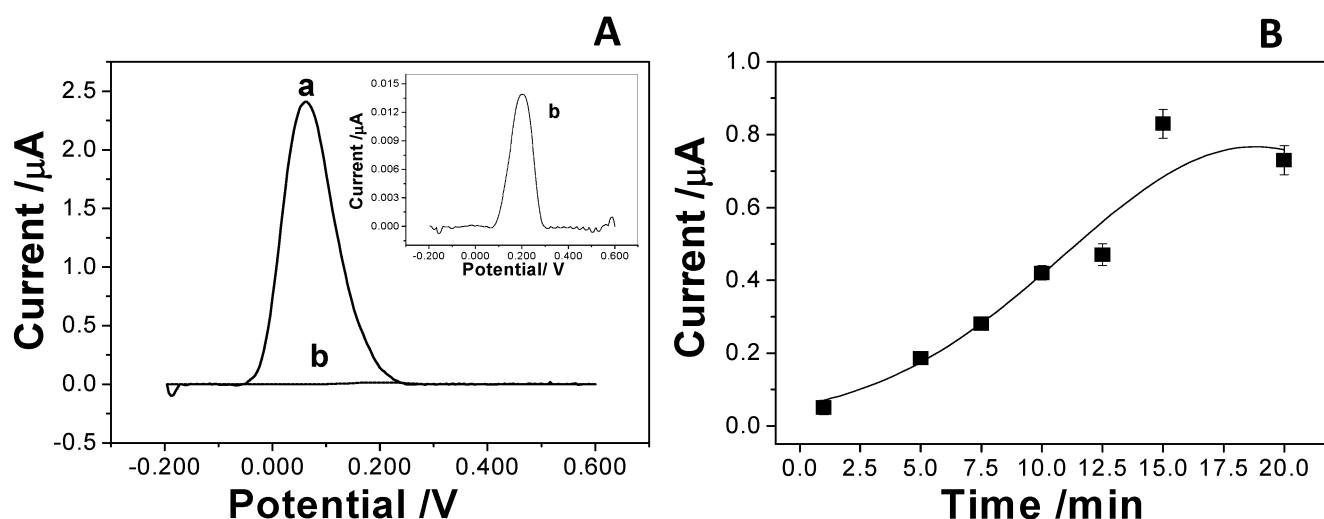 A
Current /μA
2.5
2.0
1.5
1.0
0.5
0.0
-0.5
-0.200 0.000 0.200 0.400 0.600
Potential /V
a
b
Current /μA
0.015
0.012
0.009
0.006
0.003
0.000
-0.200 0.000 0.200 0.400 0.600
Potential/ V
b
B
Current /μA
1.0
0.8
0.6
0.4
0.2
0.0
0.0 2.5 5.0 7.5 10.0 12.5 15.0 17.5 20.0
Time /min